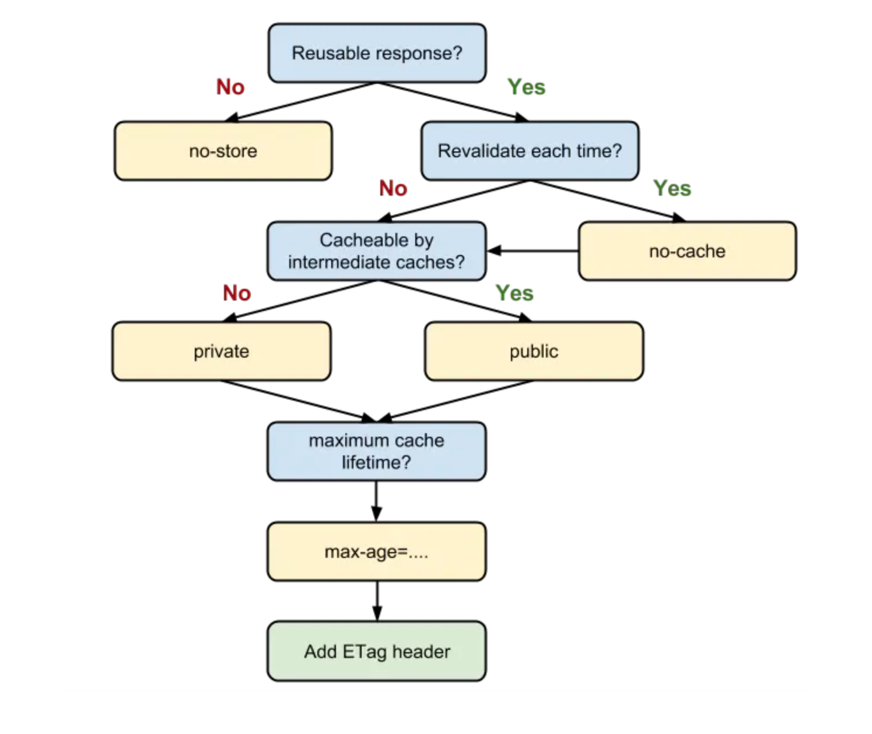 Reusable response?
No
Yes
no-store
Revalidate each time?
No
Yes
Cacheable by
intermediate caches?
no-cache
No
Yes
private
public
maximum cache
lifetime?
max-age=....
Add ETag header